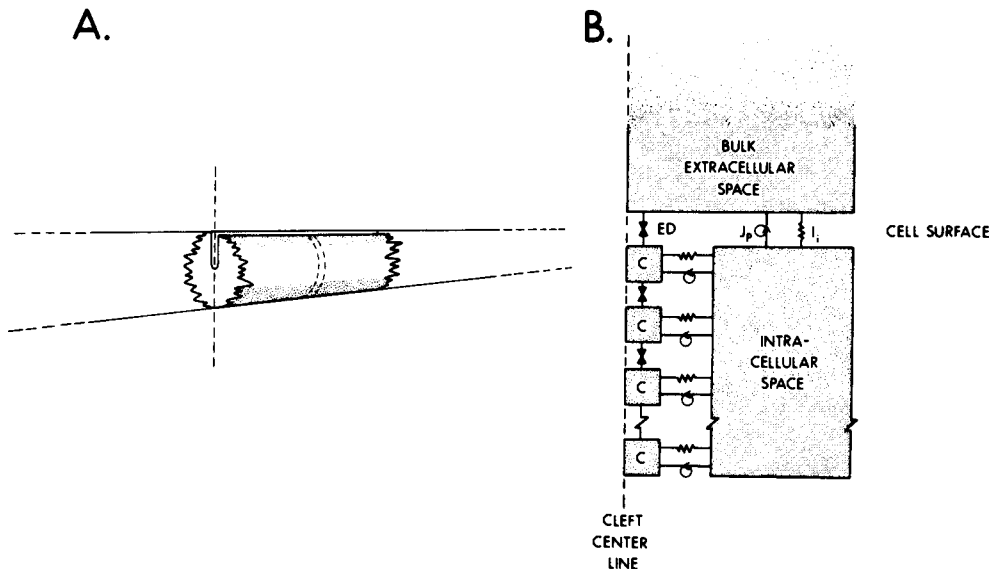 A.
B.
BULK
EXTRACELLULAR
SPACE
ED
Jp
Ii
CELL SURFACE
C
C
C
C
INTRA-
CELLULAR
SPACE
CLEFT
CENTER
LINE